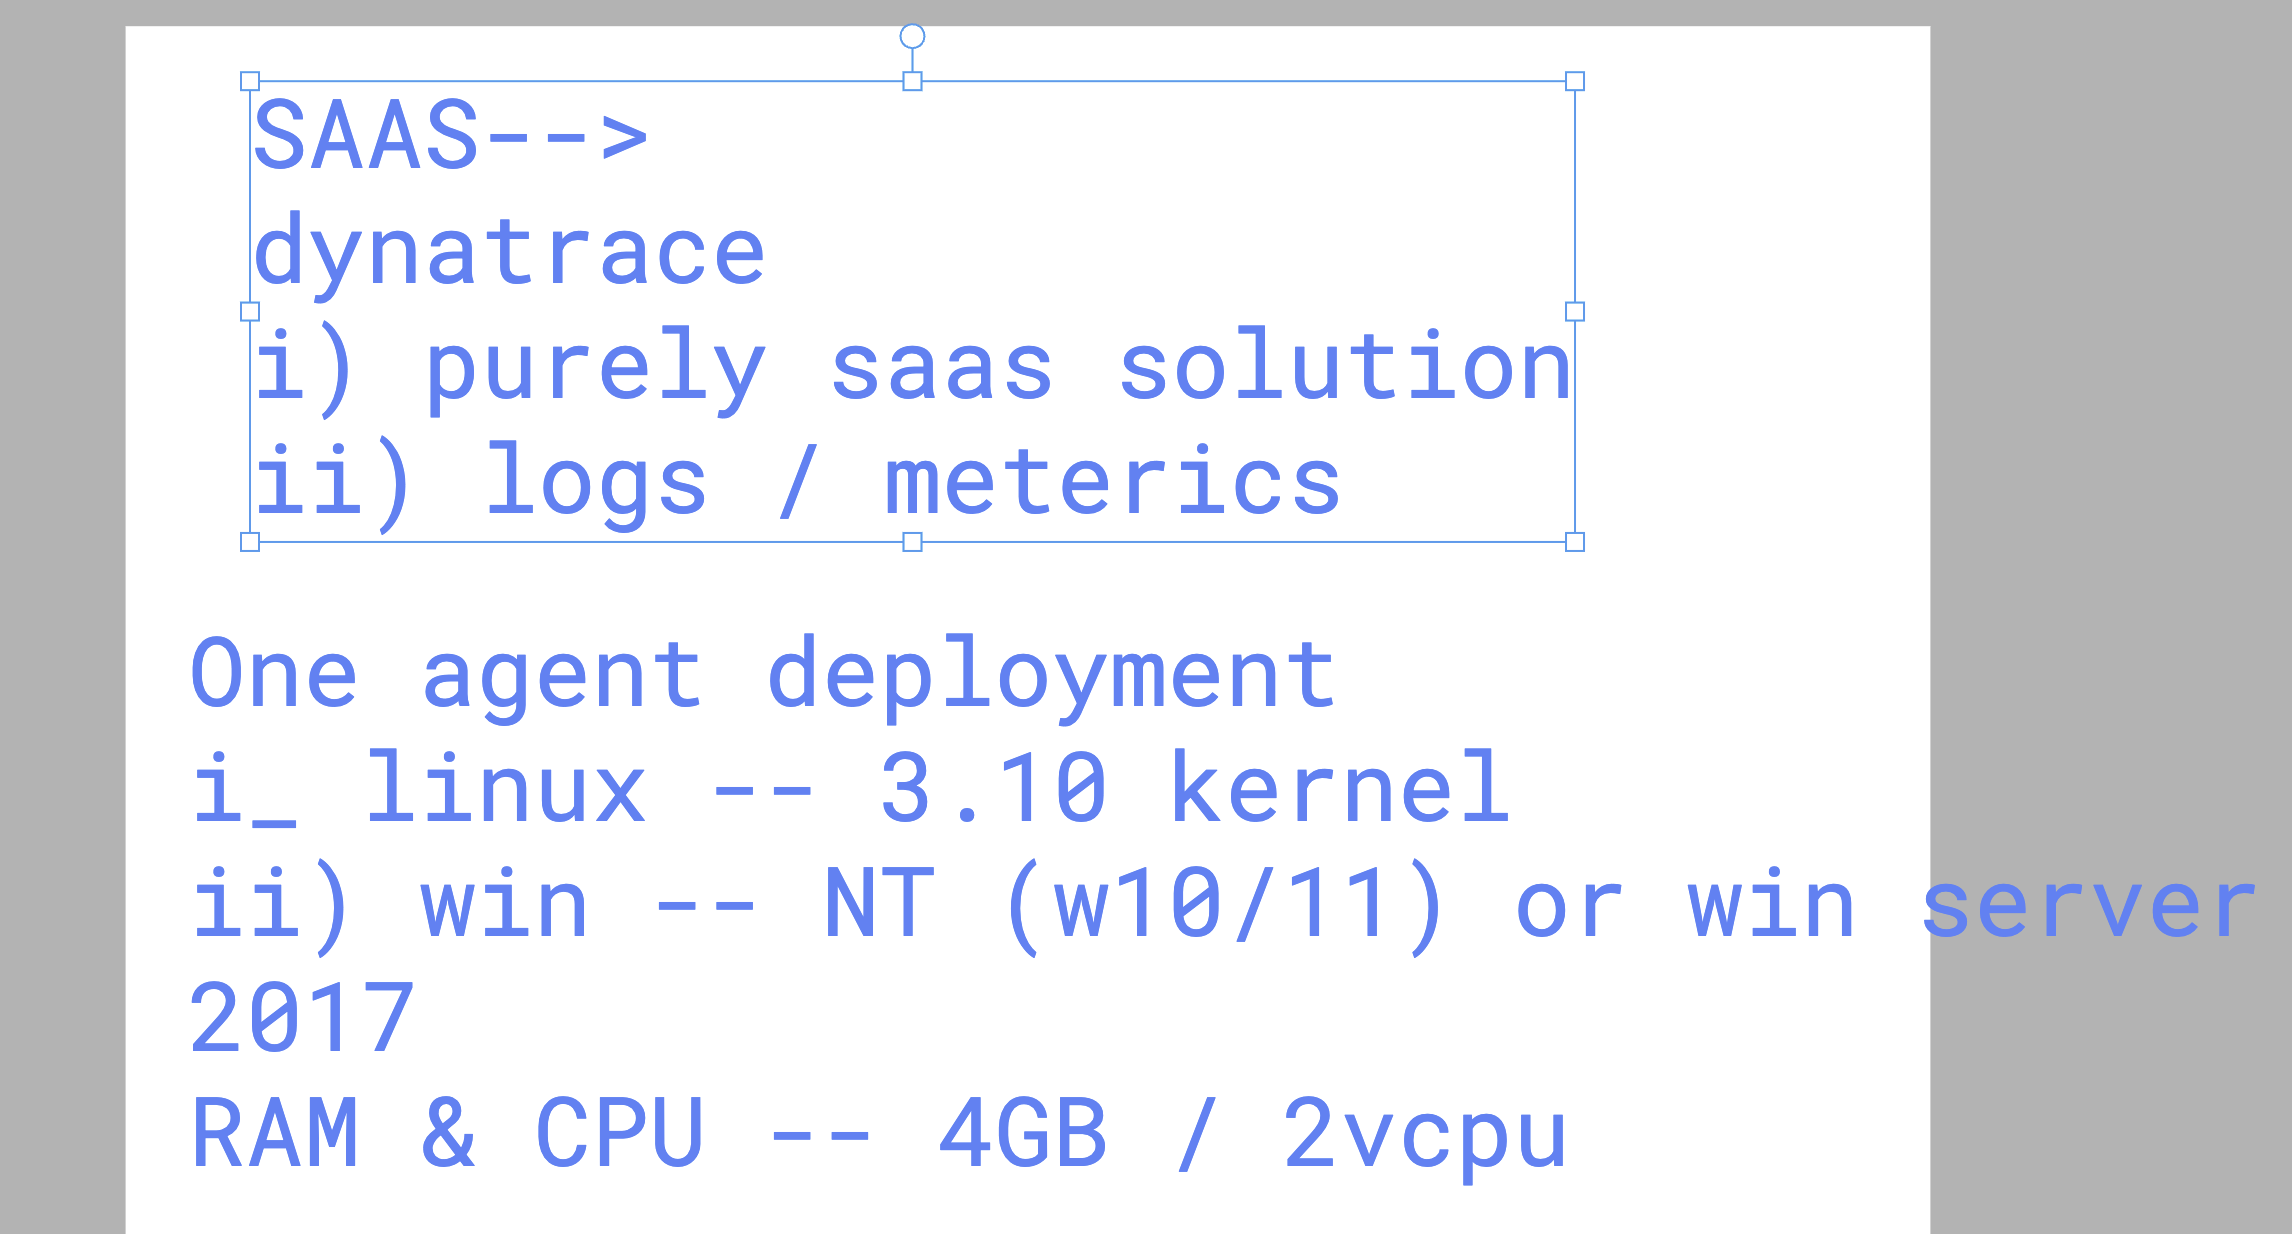 SAAS-->
dynatrace
i) purely saas solution
ii) logs / meterics
One agent deployment
i_ linux -- 3.10 kernel
ii) win -- NT (w10/11) or win server
2017
RAM & CPU -- 4GB / 2vcpu